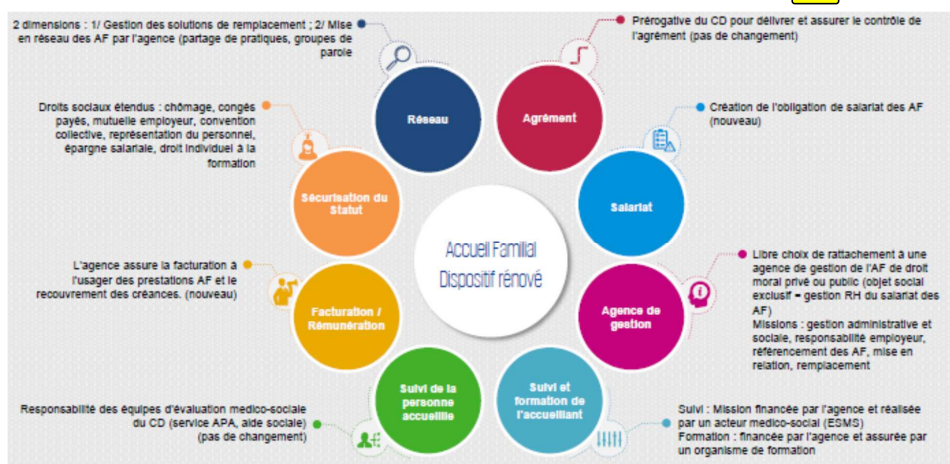 2 dimensions : 1/ Gestion des solutions de remplacement ; 2/ Mise
en réseau des AF par l'agence (partage de pratiques, groupes de
parole
Prérogative du CD pour délivrer et assurer le contrôle de
l'agrément (pas de changement)
Réseau
Agrément
Droits sociaux étendus : chômage, congés
payés, mutuelle employeur, convention
collective, représentation du personnel,
épargne salariale, droit individuel à la
formation
Création de l'obligation de salariat des AF
(nouveau)
Sécurisation du
Statut
Salariat
Accueil Familial
Dispositif rénové
L'agence assure la facturation à
l'usager des prestations AF et le
recouvrement des créances. (nouveau)
Libre choix de rattachement à une
agence de gestion de l'AF de droit
moral privé ou public (objet social
exclusif = gestion RH du salariat des
AF)
Missions : gestion administrative et
sociale, responsabilité employeur,
référencement des AF, mise en
relation, remplacement
Facturation /
Rémunération
Agence de
gestion
Suivi de la
personne
accueillie
Suivi et
formation de
l'accueillant
Responsabilité des équipes d'évaluation medico-sociale
du CD (service APA, aide sociale)
(pas de changement)
Suivi : Mission financée par l'agence et réalisée
par un acteur medico-social (ESMS)
Formation : financée par l'agence et assurée par
un organisme de formation